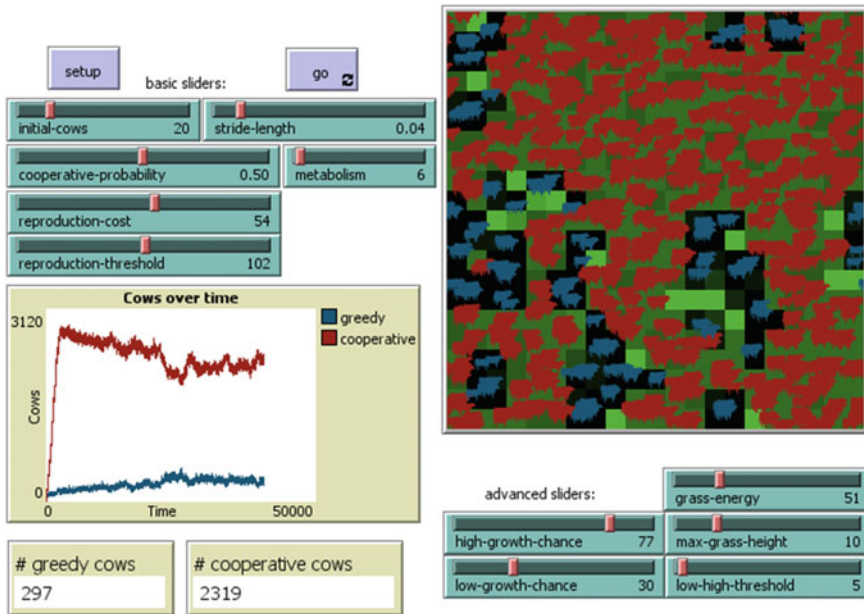 setup
go
basic sliders:
initial-cows 20
stride-length 0.04
cooperative-probability 0.50
metabolism 6
reproduction-cost 54
reproduction-threshold 102
Cows over time
3120
Cows
0
0 Time 50000
greedy
cooperative
# greedy cows
297
# cooperative cows
2319
advanced sliders:
grass-energy 51
high-growth-chance 77
max-grass-height 10
low-growth-chance 30
low-high-threshold 5